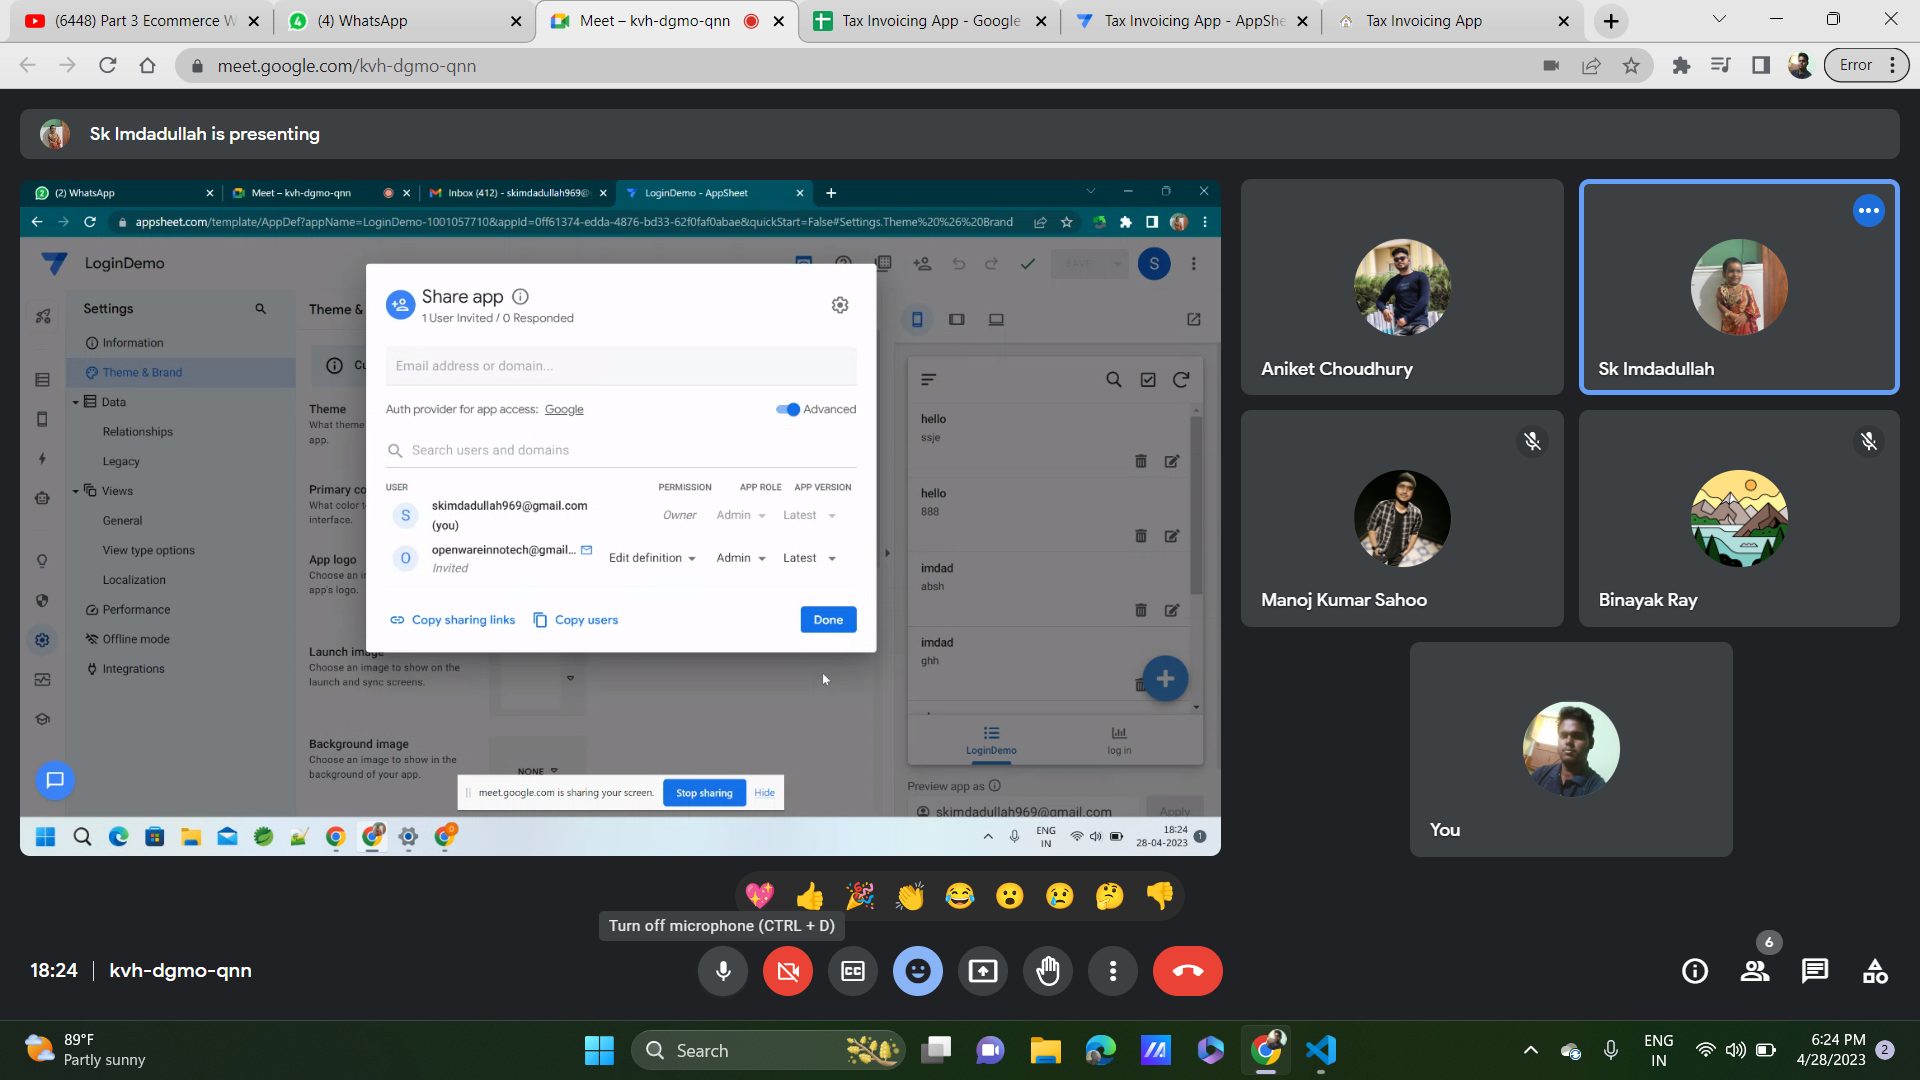 (6448) Part 3 Ecommerce W
(4) WhatsApp
Meet – kvh-dgmo-qnn
Tax Invoicing App - Google
Tax Invoicing App - AppShe
Tax Invoicing App
meet.google.com/kvh-dgmo-qnn
Error
Sk Imdadullah is presenting
(2) WhatsApp
Meet – kvh-dgmo-qnn
Inbox (412) - skimdadullah969@
LoginDemo - AppSheet
appsheet.com/template/AppDef?appName=LoginDemo-1001057710&appId=0ff61374-edda-4876-bd33-62f0faf0abae&quickStart=False#Settings.Theme%20%26%20Brand
LoginDemo
SAVE
S
Settings
Information
Theme & Brand
Data
Relationships
Legacy
Views
General
View type options
Localization
Performance
Offline mode
Integrations
Theme &
Cu
Theme
What theme
app.
Primary co
What color t
interface.
App logo
Choose an i
app's logo.
Launch image
Choose an image to show on the
launch and sync screens.
Background image
Choose an image to show in the
background of your app.
NONE
Share app
1 User Invited / 0 Responded
Email address or domain...
Auth provider for app access: Google
Advanced
Search users and domains
USER PERMISSION APP ROLE APP VERSION
S
skimdadullah969@gmail.com
(you)
Owner Admin Latest
O
openwareinnotech@gmail...
Invited
Edit definition Admin Latest
Copy sharing links
Copy users
Done
hello
ssje
hello
888
imdad
absh
imdad
ghh
LoginDemo
log in
Preview app as
skimdadullah969@gmail.com
Apply
meet.google.com is sharing your screen.
Stop sharing
Hide
ENG
IN
18:24
28-04-2023
1
Aniket Choudhury
Sk Imdadullah
Manoj Kumar Sahoo
Binayak Ray
You
Turn off microphone (CTRL + D)
18:24
kvh-dgmo-qnn
6
89°F
Partly sunny
Search
ENG
IN
6:24 PM
4/28/2023
2